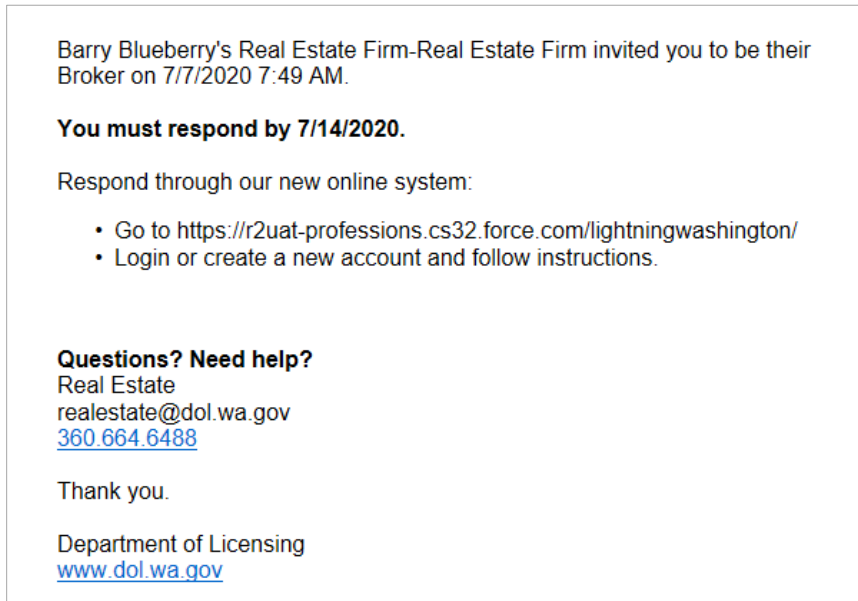 Barry Blueberry's Real Estate Firm-Real Estate Firm invited you to be their
Broker on 7/7/2020 7:49 AM.
You must respond by 7/14/2020.
Respond through our new online system:
• Go to https://r2uat-professions.cs32.force.com/lightningwashington/
• Login or create a new account and follow instructions.
Questions? Need help?
Real Estate
realestate@dol.wa.gov
360.664.6488
Thank you.
Department of Licensing
www.dol.wa.gov